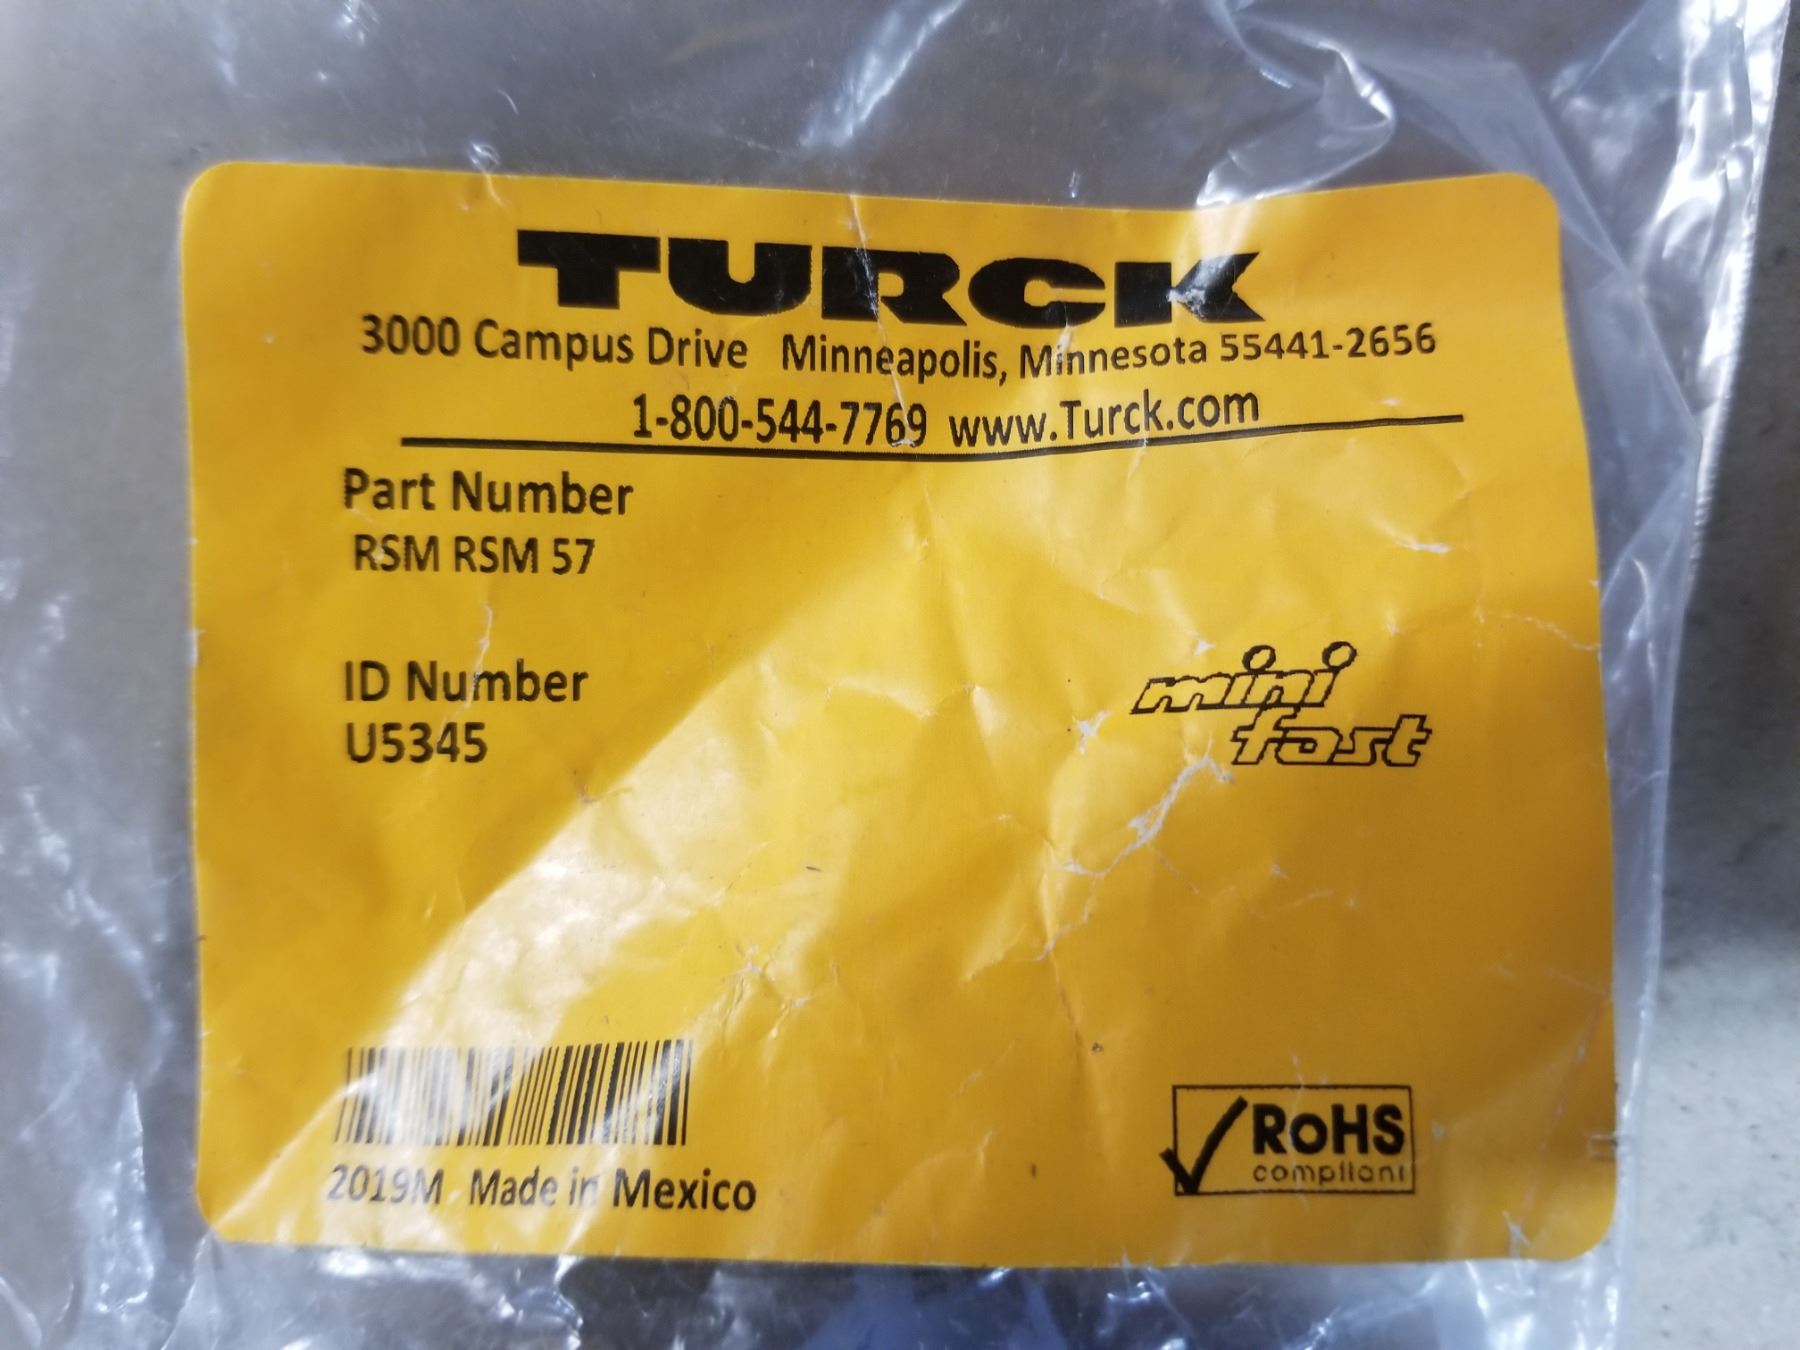 TURCK
3000 Campus Drive Minneapolis, Minnesota 55441-2656
1-800-544-7769 www.Turck.com
Part Number
RSM RSM 57
ID Number
U5345
mini
fast
2019M Made in Mexico
RoHS
compliant